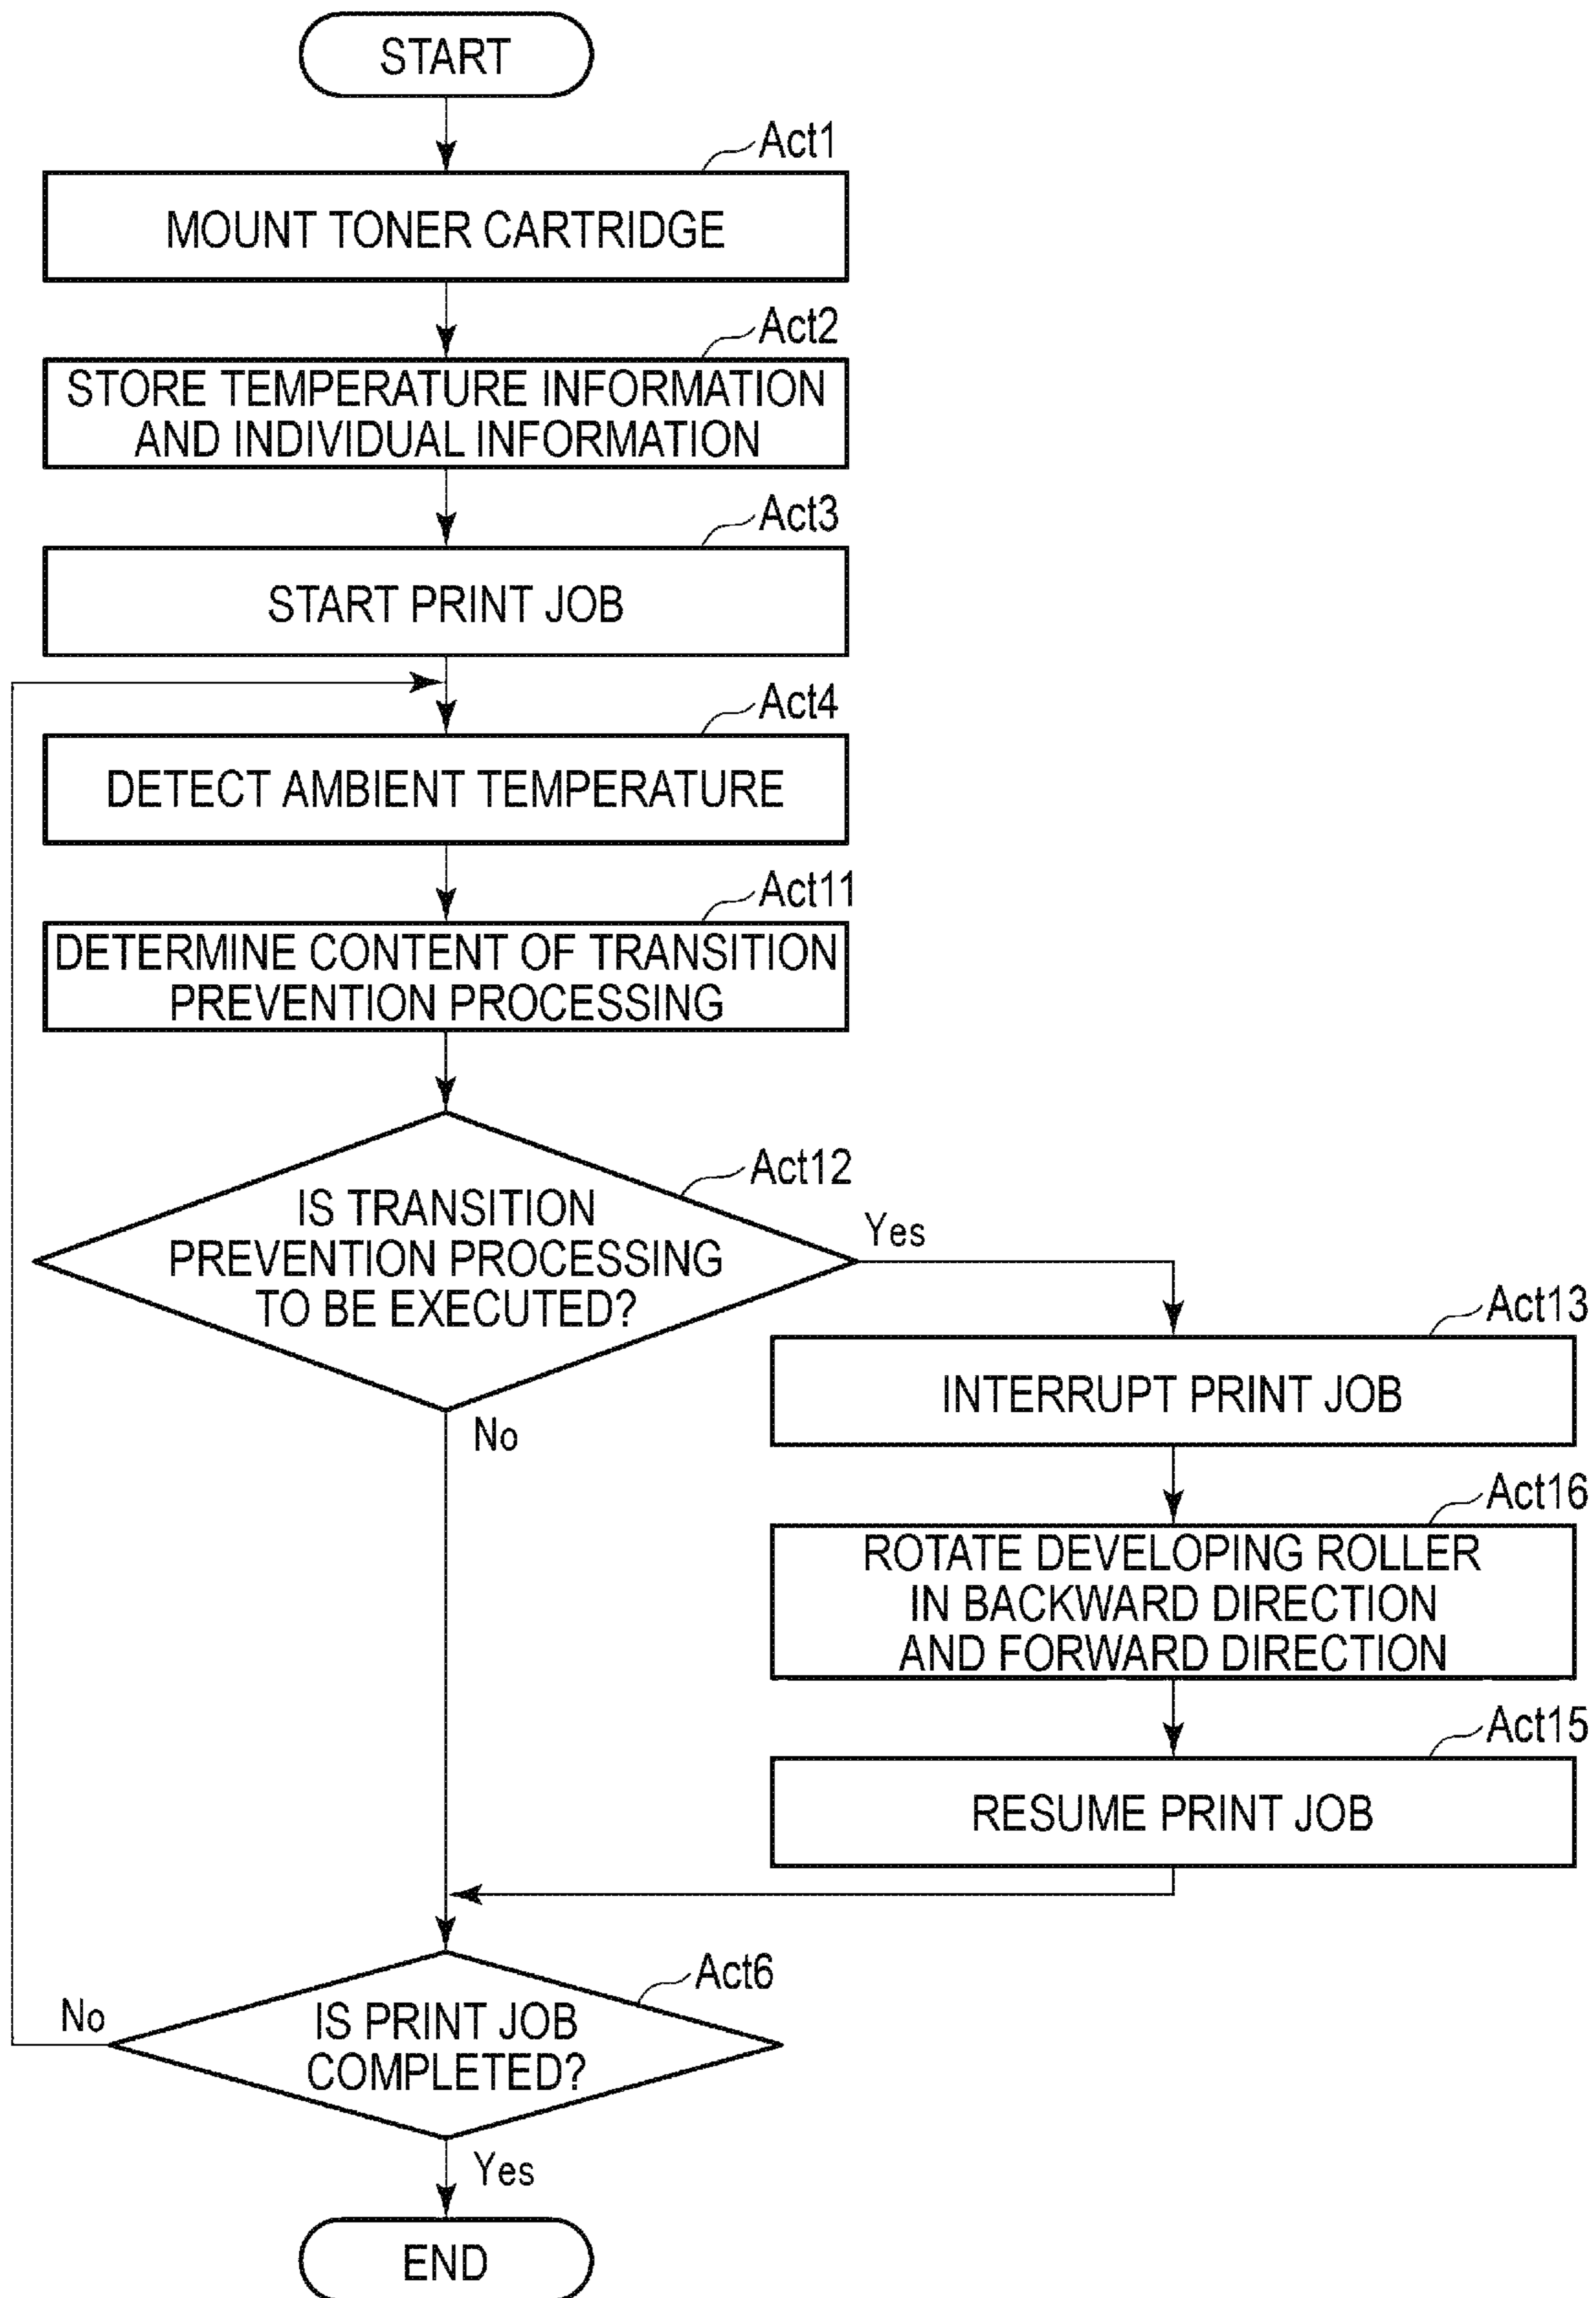 START
Act1
MOUNT TONER CARTRIDGE
Act2
STORE TEMPERATURE INFORMATION
AND INDIVIDUAL INFORMATION
Act3
START PRINT JOB
Act4
DETECT AMBIENT TEMPERATURE
Act11
DETERMINE CONTENT OF TRANSITION
PREVENTION PROCESSING
Act12
IS TRANSITION
PREVENTION PROCESSING
TO BE EXECUTED?
Yes
No
Act13
INTERRUPT PRINT JOB
Act16
ROTATE DEVELOPING ROLLER
IN BACKWARD DIRECTION
AND FORWARD DIRECTION
Act15
RESUME PRINT JOB
Act6
IS PRINT JOB
COMPLETED?
No
Yes
END